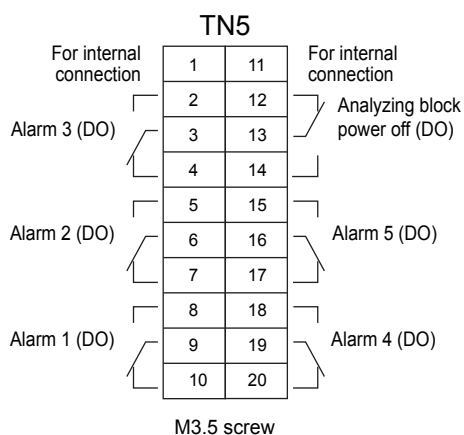 TN5
For internal
connection
1 11
For internal
connection
2 12
Analyzing block
power off (DO)
Alarm 3 (DO)
3 13
4 14
5 15
Alarm 2 (DO)
6 16
Alarm 5 (DO)
7 17
8 18
Alarm 1 (DO)
9 19
Alarm 4 (DO)
10 20
M3.5 screw